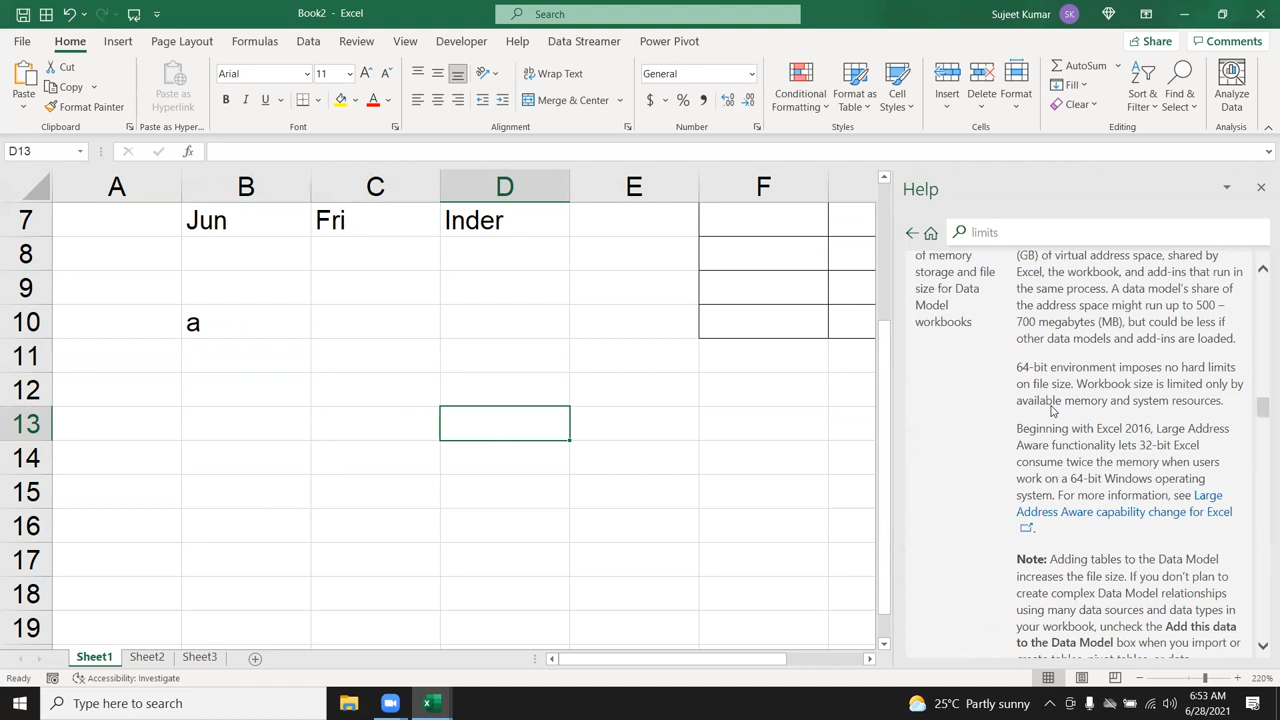 Book2 - Excel
Search
Sujeet Kumar
SK
File
Home
Insert
Page Layout
Formulas
Data
Review
View
Developer
Help
Data Streamer
Power Pivot
Share
Comments
Paste
Cut
Copy
Format Painter
Clipboard
Paste as
Hyperlink
Paste as Hyper...
Arial
11
B I U
Font
Wrap Text
Merge & Center
Alignment
General
$ % ,
Number
Conditional
Formatting
Format as
Table
Cell
Styles
Styles
Insert
Delete
Format
Cells
AutoSum
Fill
Clear
Sort &
Filter
Find &
Select
Editing
Analyze
Data
Analysis
D13
fx
A B C D E F
7 Jun Fri Inder
8
9
10 a
11
12
13
14
15
16
17
18
19
Help
limits
of memory
storage and file
size for Data
Model
workbooks
(GB) of virtual address space, shared by
Excel, the workbook, and add-ins that run in
the same process. A data model's share of
the address space might run up to 500 –
700 megabytes (MB), but could be less if
other data models and add-ins are loaded.
64-bit environment imposes no hard limits
on file size. Workbook size is limited only by
available memory and system resources.
Beginning with Excel 2016, Large Address
Aware functionality lets 32-bit Excel
consume twice the memory when users
work on a 64-bit Windows operating
system. For more information, see Large
Address Aware capability change for Excel
.
Note: Adding tables to the Data Model
increases the file size. If you don't plan to
create complex Data Model relationships
using many data sources and data types in
your workbook, uncheck the Add this data
to the Data Model box when you import or
Sheet1
Sheet2
Sheet3
Ready
Accessibility: Investigate
220%
Type here to search
25°C Partly sunny
6:53 AM
6/28/2021